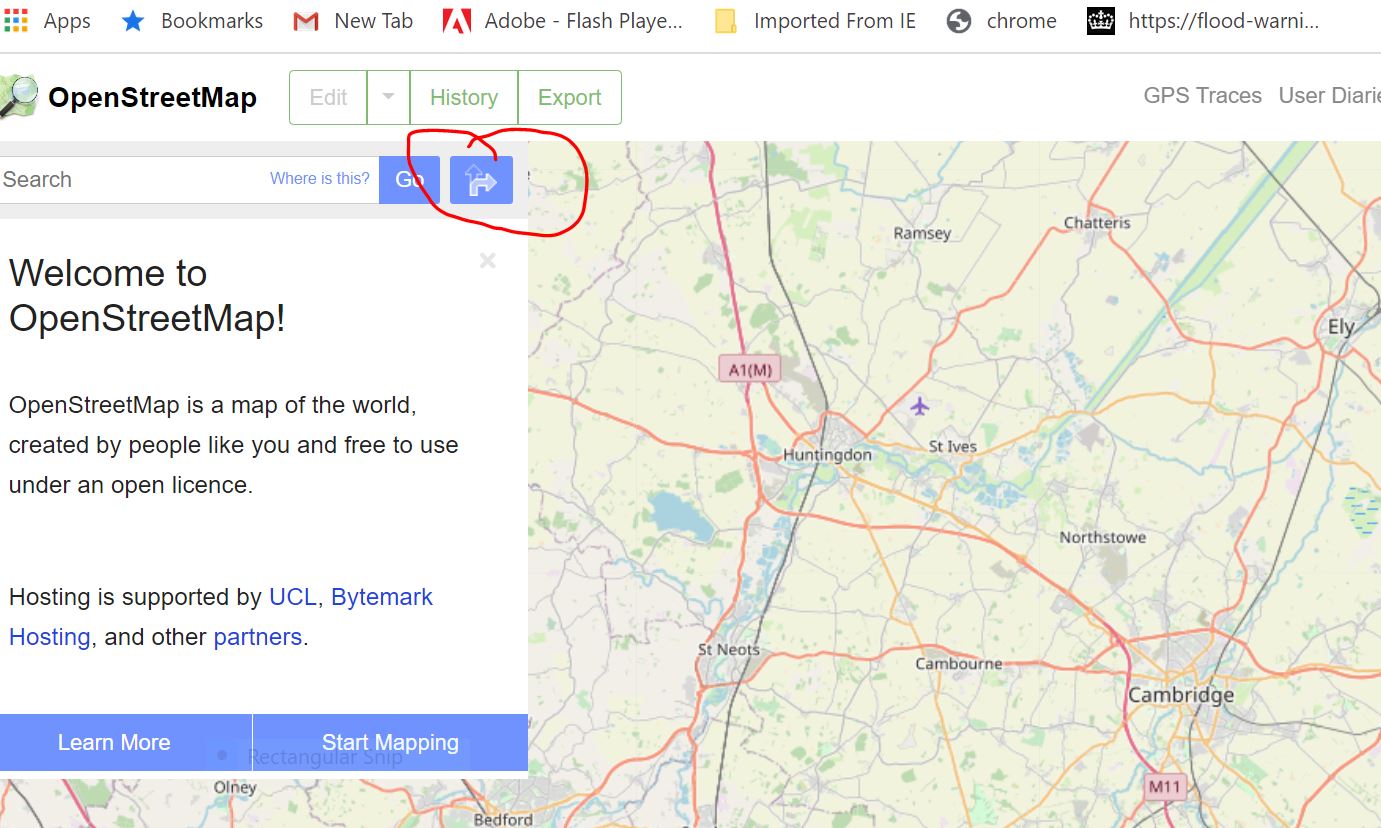 Apps Bookmarks New Tab Adobe - Flash Playe... Imported From IE chrome https://flood-warni...
OpenStreetMap Edit History Export GPS Traces User Diarie
Search Where is this? Go
Welcome to
OpenStreetMap!
OpenStreetMap is a map of the world,
created by people like you and free to use
under an open licence.
Hosting is supported by UCL, Bytemark
Hosting, and other partners.
Learn More Start Mapping
Rectangular Snip
Ramsey
Chatteris
Ely
A1(M)
Huntingdon
St Ives
Northstowe
St Neots
Cambourne
Cambridge
M11
Olney
Bedford